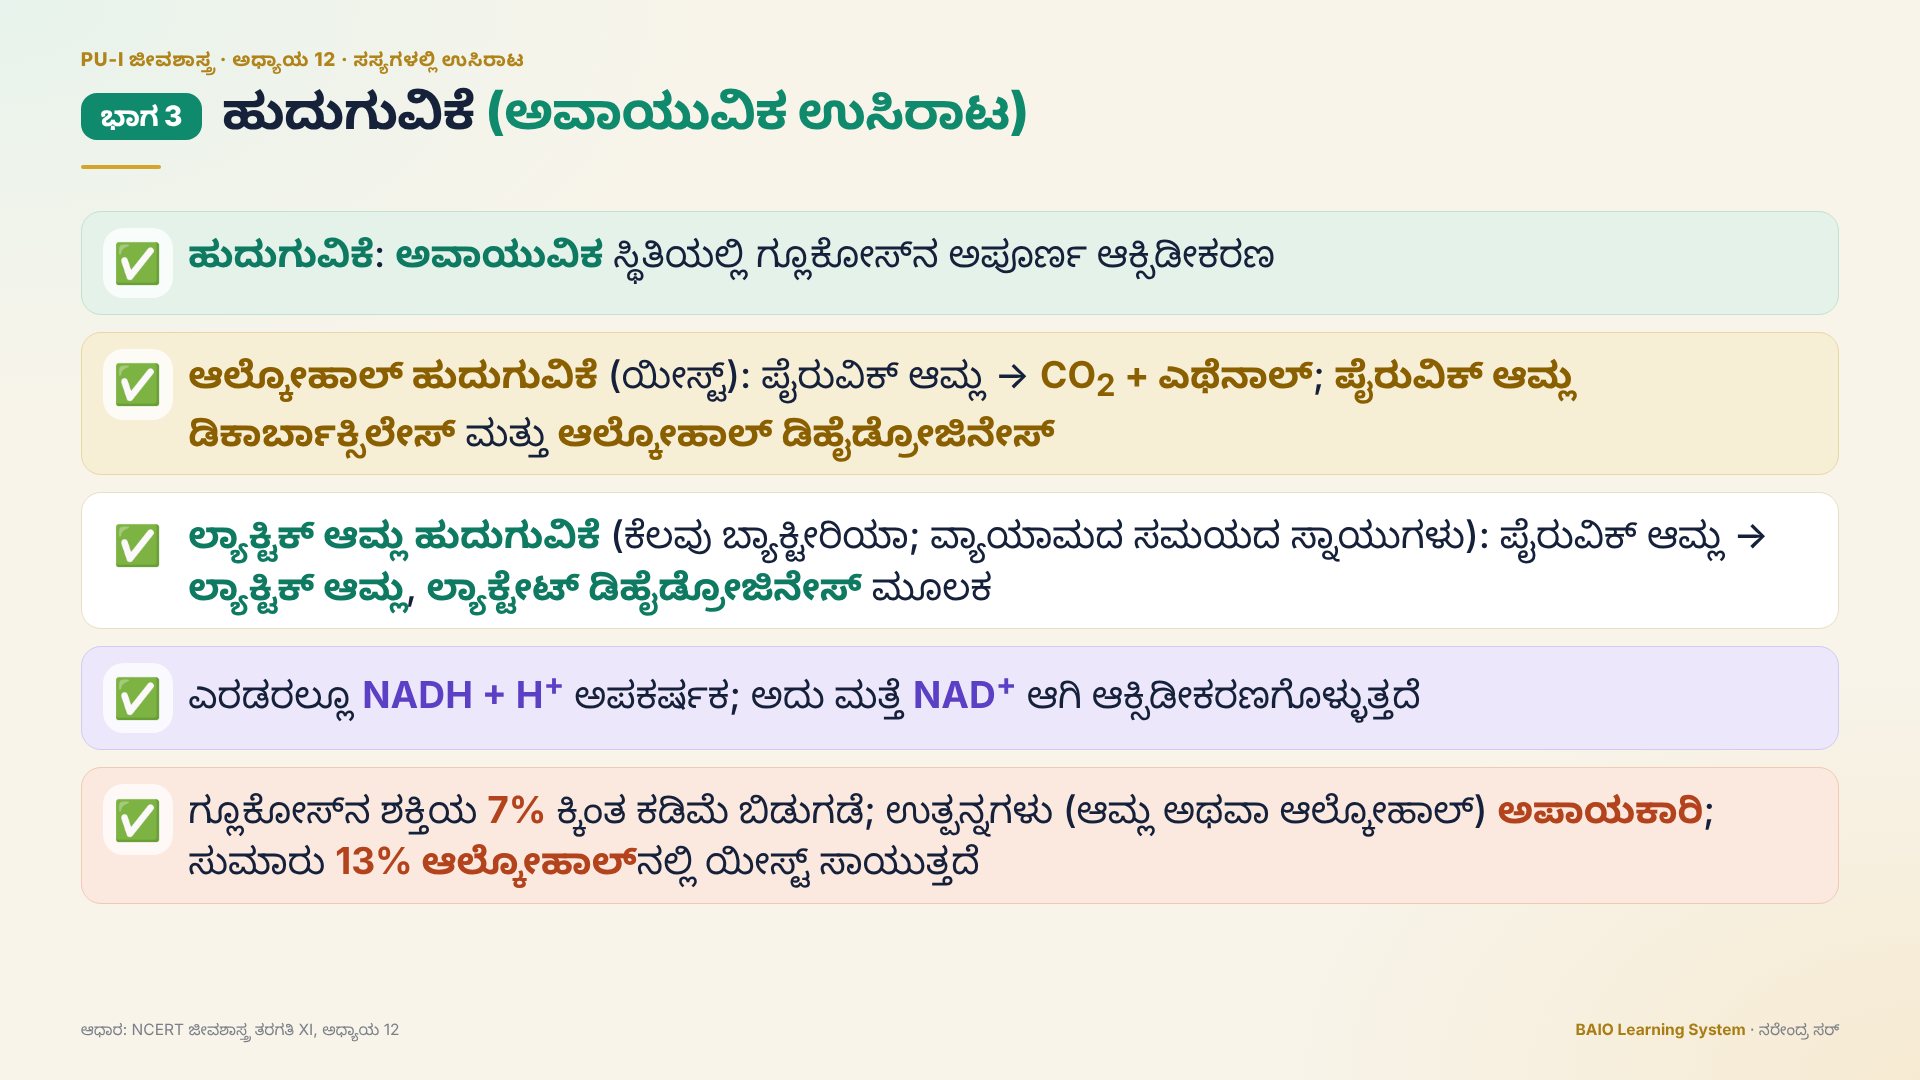 PU-I ಜೀವಶಾಸ್ತ್ರ · ಅಧ್ಯಾಯ 12 · ಸಸ್ಯಗಳಲ್ಲಿ ಉಸಿರಾಟ
ಭಾಗ 3 ಹುದುಗುವಿಕೆ (ಅವಾಯುವಿಕ ಉಸಿರಾಟ)
✅ ಹುದುಗುವಿಕೆ: ಅವಾಯುವಿಕ ಸ್ಥಿತಿಯಲ್ಲಿ ಗ್ಲೂಕೋಸ್‌ನ ಅಪೂರ್ಣ ಆಕ್ಸಿಡೀಕರಣ
✅ ಆಲ್ಕೋಹಾಲ್ ಹುದುಗುವಿಕೆ (ಯೀಸ್ಟ್): ಪೈರುವಿಕ್ ಆಮ್ಲ → CO₂ + ಎಥೆನಾಲ್; ಪೈರುವಿಕ್ ಆಮ್ಲ
ಡಿಕಾರ್ಬಾಕ್ಸಿಲೇಸ್ ಮತ್ತು ಆಲ್ಕೋಹಾಲ್ ಡಿಹೈಡ್ರೋಜಿನೇಸ್
✅ ಲ್ಯಾಕ್ಟಿಕ್ ಆಮ್ಲ ಹುದುಗುವಿಕೆ (ಕೆಲವು ಬ್ಯಾಕ್ಟೀರಿಯಾ; ವ್ಯಾಯಾಮದ ಸಮಯದ ಸ್ನಾಯುಗಳು): ಪೈರುವಿಕ್ ಆಮ್ಲ →
ಲ್ಯಾಕ್ಟಿಕ್ ಆಮ್ಲ, ಲ್ಯಾಕ್ಟೇಟ್ ಡಿಹೈಡ್ರೋಜಿನೇಸ್ ಮೂಲಕ
✅ ಎರಡರಲ್ಲೂ NADH + H⁺ ಅಪಕರ್ಷಕ; ಅದು ಮತ್ತೆ NAD⁺ ಆಗಿ ಆಕ್ಸಿಡೀಕರಣಗೊಳ್ಳುತ್ತದೆ
✅ ಗ್ಲೂಕೋಸ್‌ನ ಶಕ್ತಿಯ 7% ಕ್ಕಿಂತ ಕಡಿಮೆ ಬಿಡುಗಡೆ; ಉತ್ಪನ್ನಗಳು (ಆಮ್ಲ ಅಥವಾ ಆಲ್ಕೋಹಾಲ್) ಅಪಾಯಕಾರಿ;
ಸುಮಾರು 13% ಆಲ್ಕೋಹಾಲ್‌ನಲ್ಲಿ ಯೀಸ್ಟ್ ಸಾಯುತ್ತದೆ
ಆಧಾರ: NCERT ಜೀವಶಾಸ್ತ್ರ ತರಗತಿ XI, ಅಧ್ಯಾಯ 12
BAIO Learning System · ನರೇಂದ್ರ ಸರ್